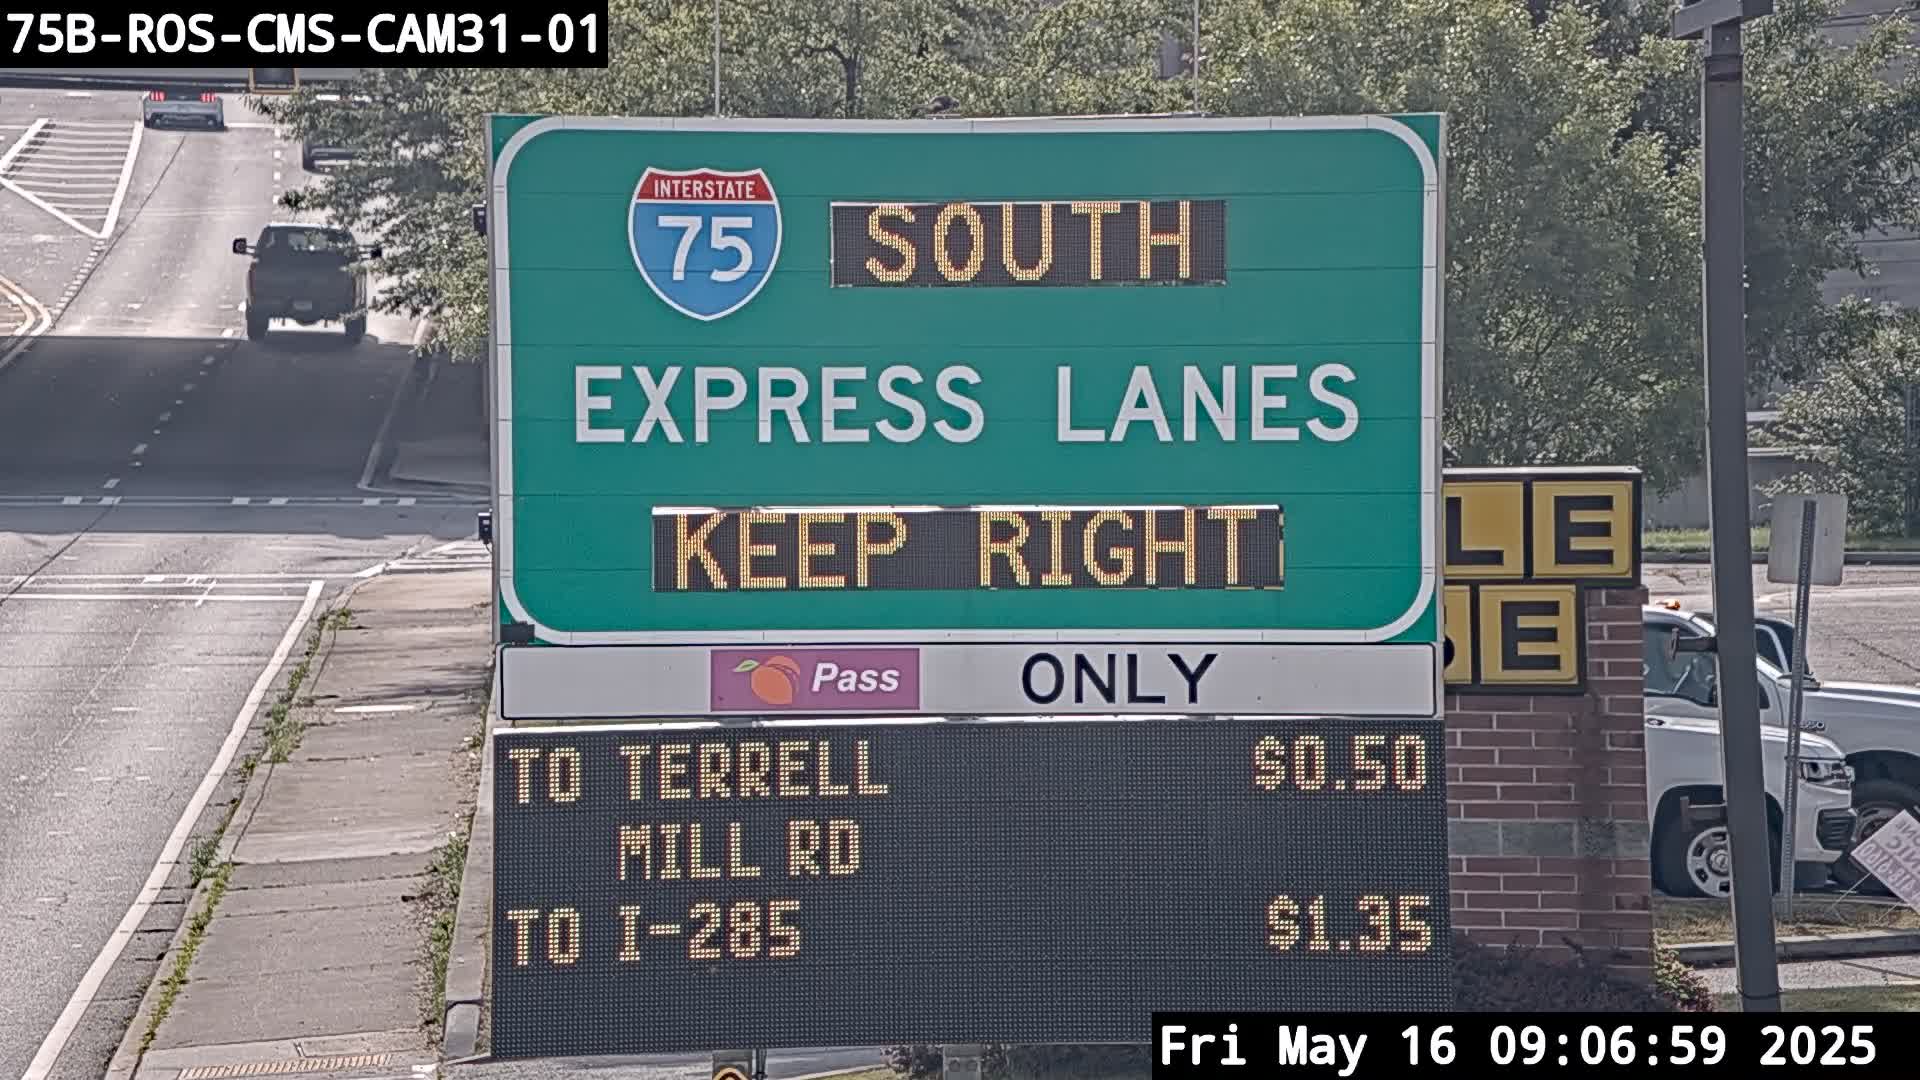 75B-ROS-CMS-CAM31-01
INTERSTATE
75
SOUTH
EXPRESS LANES
KEEP RIGHT
Pass ONLY
TO TERRELL $0.50
MILL RD
TO I-285 $1.35
LE
E
Fri May 16 09:06:59 2025